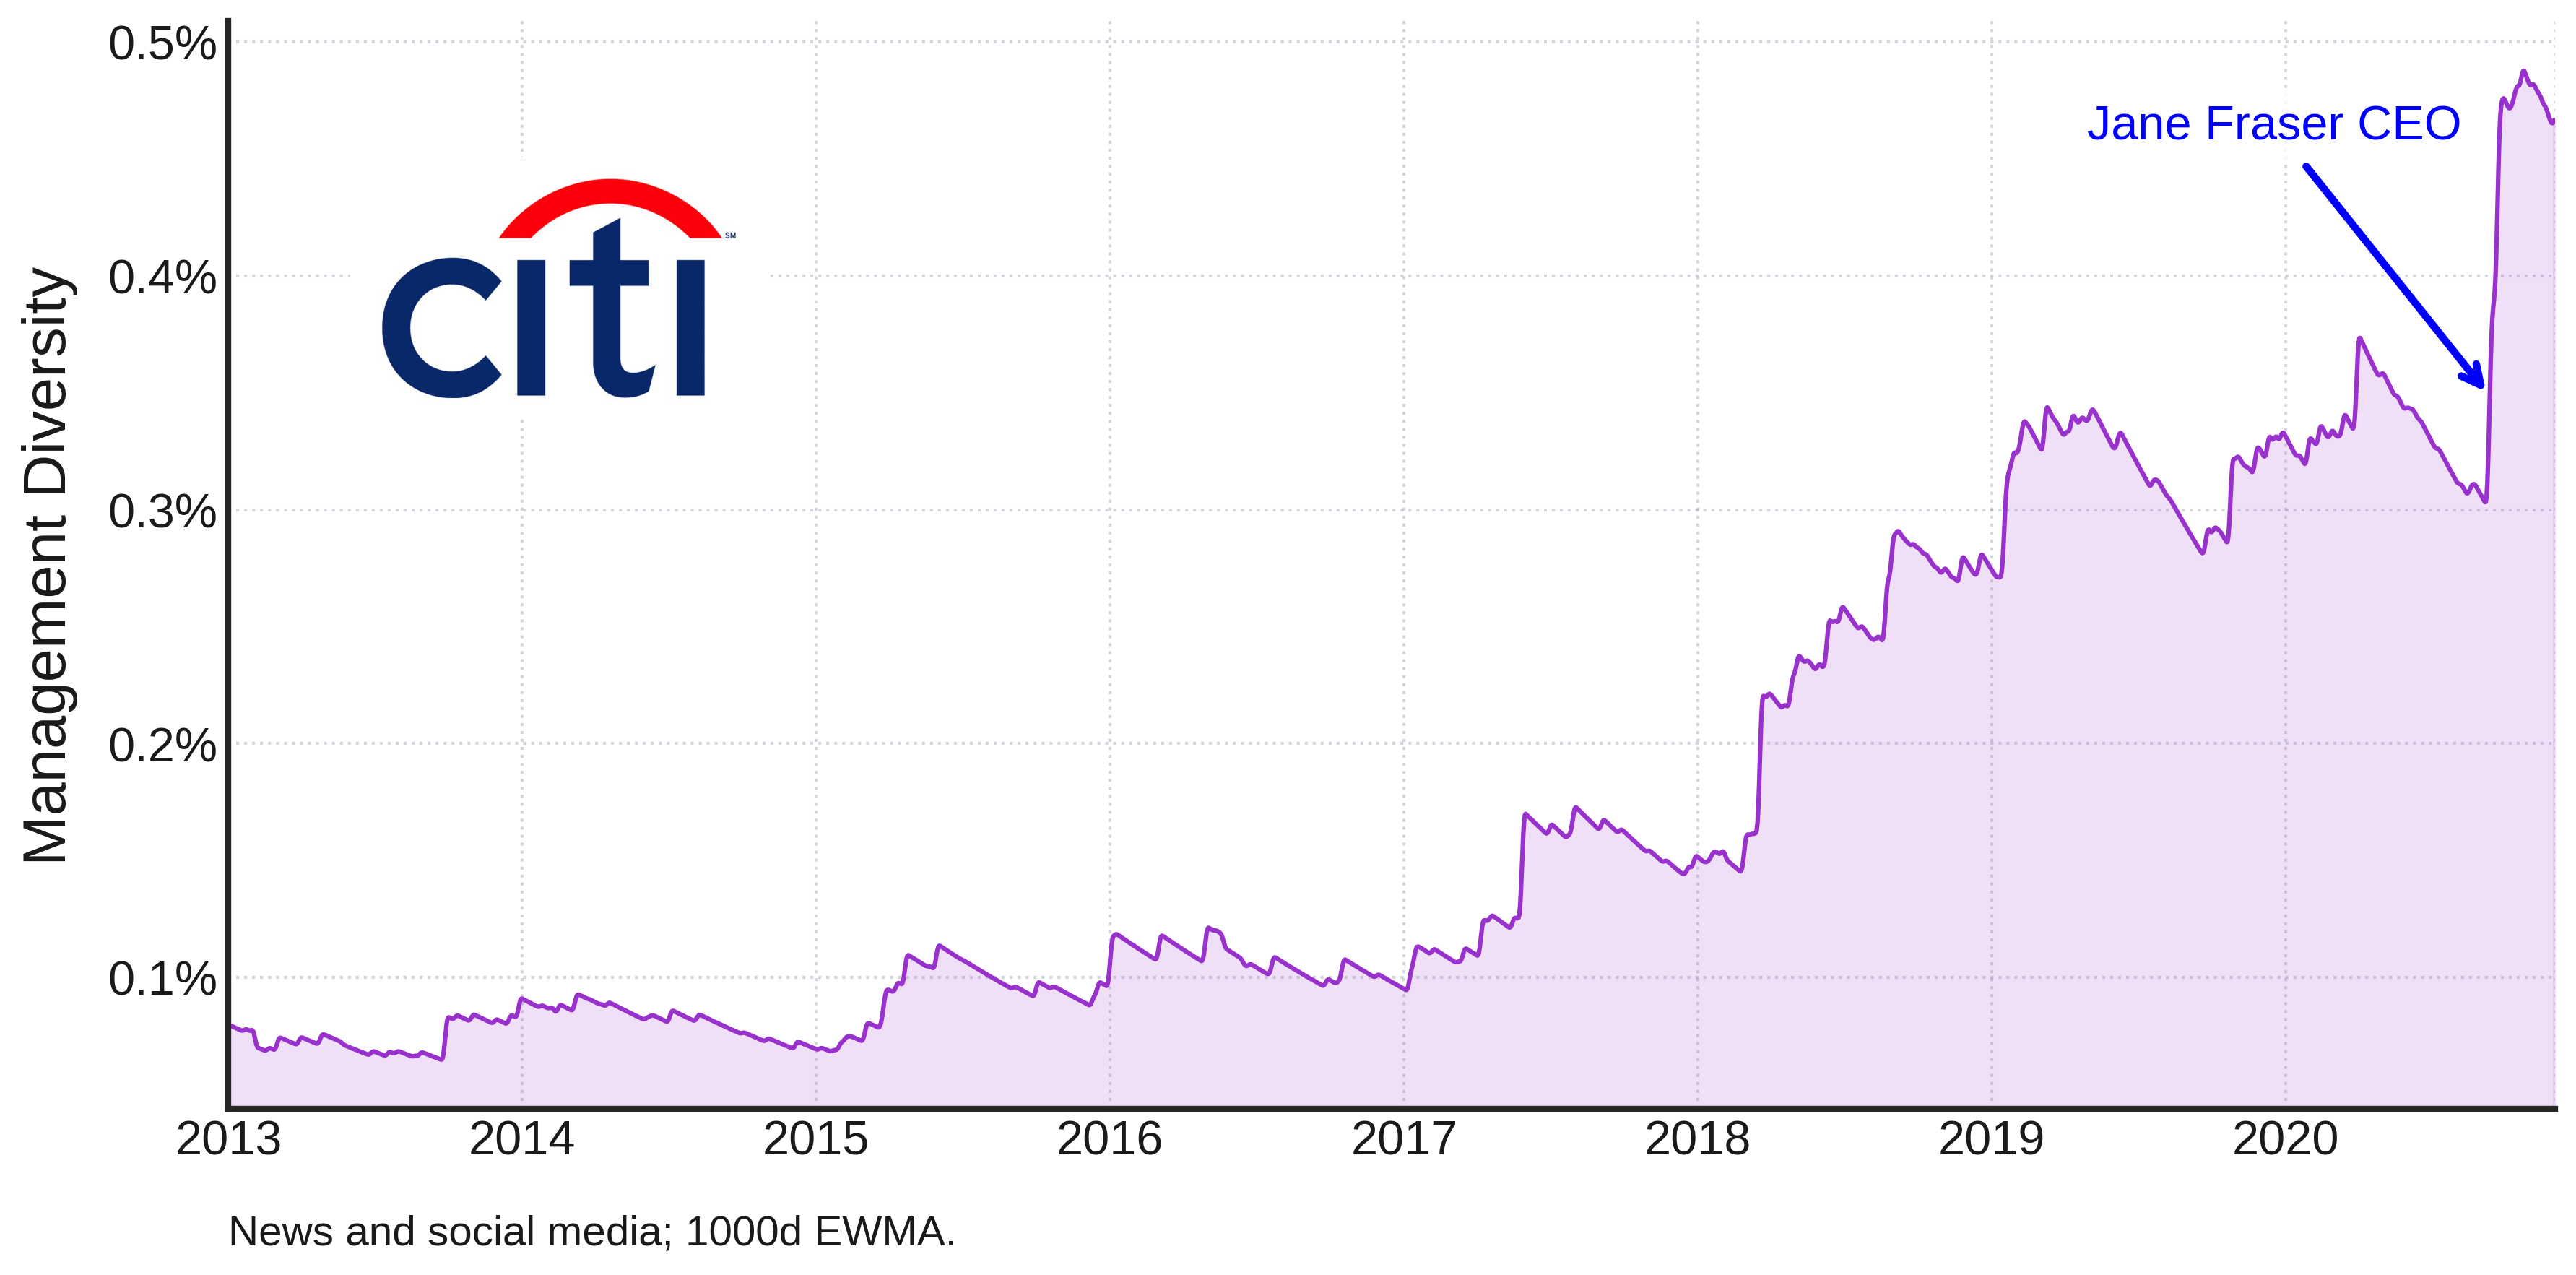 0.5%
Jane Fraser CEO
citi
SM
0.4%
Management Diversity
0.3%
0.2%
0.1%
2013 2014 2015 2016 2017 2018 2019 2020
News and social media; 1000d EWMA.